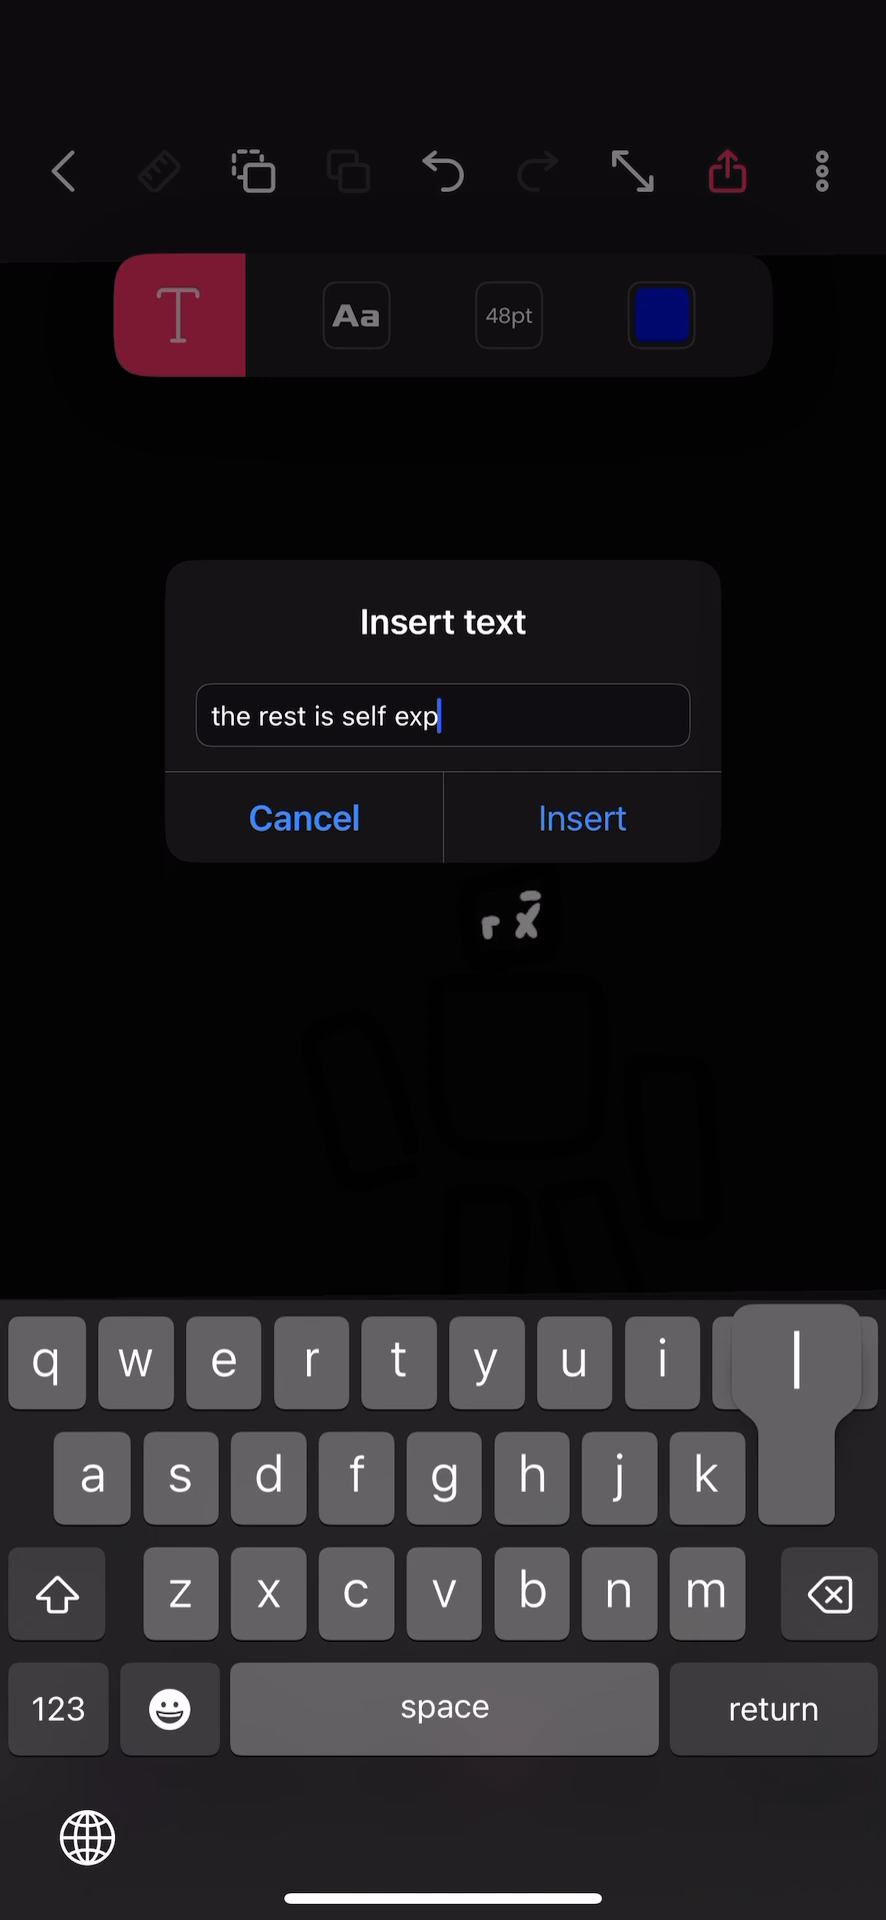 T Aa 48pt
Insert text
the rest is self exp
Cancel Insert
r x̄
q w e r t y u i l
a s d f g h j k
z x c v b n m
123 space return